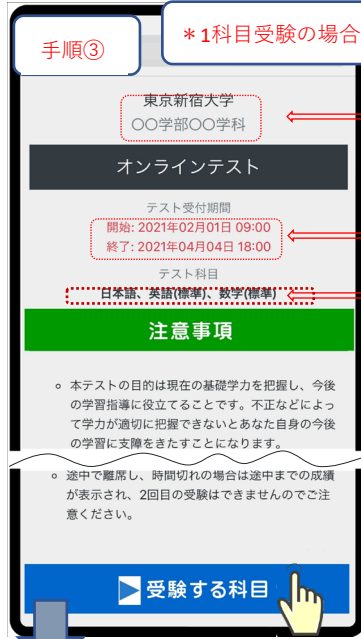 手順③
＊1科目受験の場合
東京新宿大学
〇〇学部〇〇学科
オンラインテスト
テスト受付期間
開始: 2021年02月01日 09:00
終了: 2021年04月04日 18:00
テスト科目
日本語、英語(標準)、数学(標準)
注意事項
本テストの目的は現在の基礎学力を把握し、今後
の学習指導に役立てることです。不正などによっ
て学力が適切に把握できないとあなた自身の今後
の学習に支障をきたすことになります。
途中で離席し、時間切れの場合は途中までの成績
が表示され、2回目の受験はできませんのでご注
意ください。
受験する科目